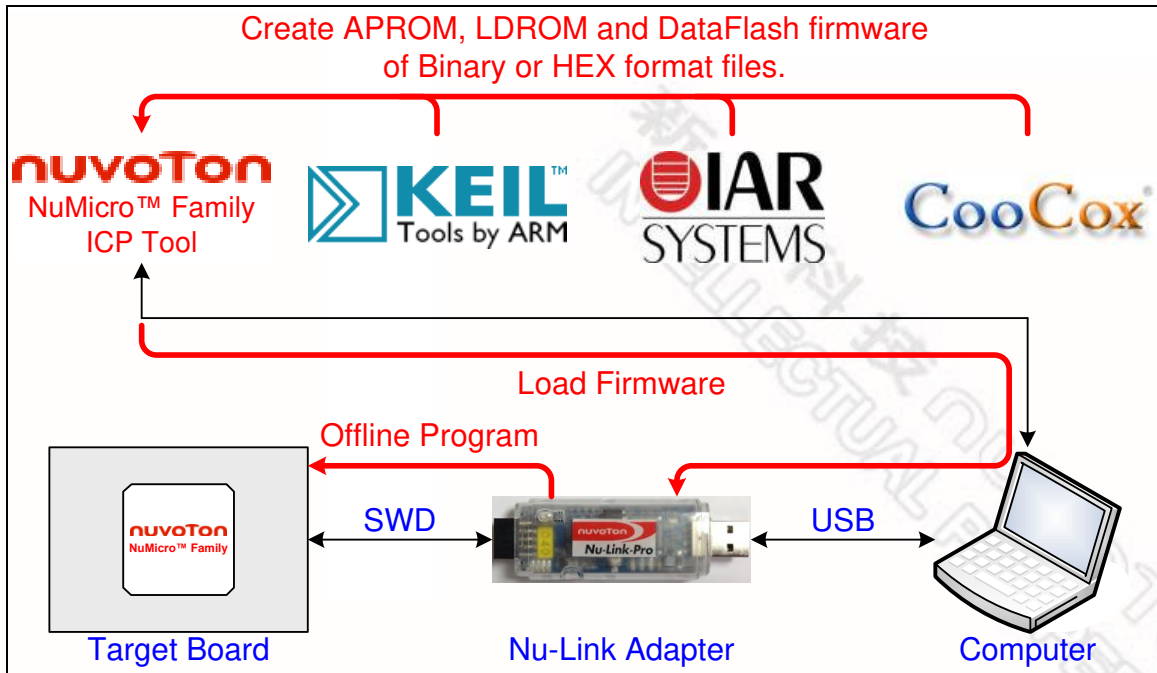 Create APROM, LDROM and DataFlash firmware
of Binary or HEX format files.
nuvoTon
NuMicro™ Family
ICP Tool
KEIL™
Tools by ARM
IAR
SYSTEMS
CooCox®
Load Firmware
Offline Program
nuvoTon
NuMicro™ Family
SWD
nuvoTon
Nu-Link-Pro
USB
Target Board
Nu-Link Adapter
Computer